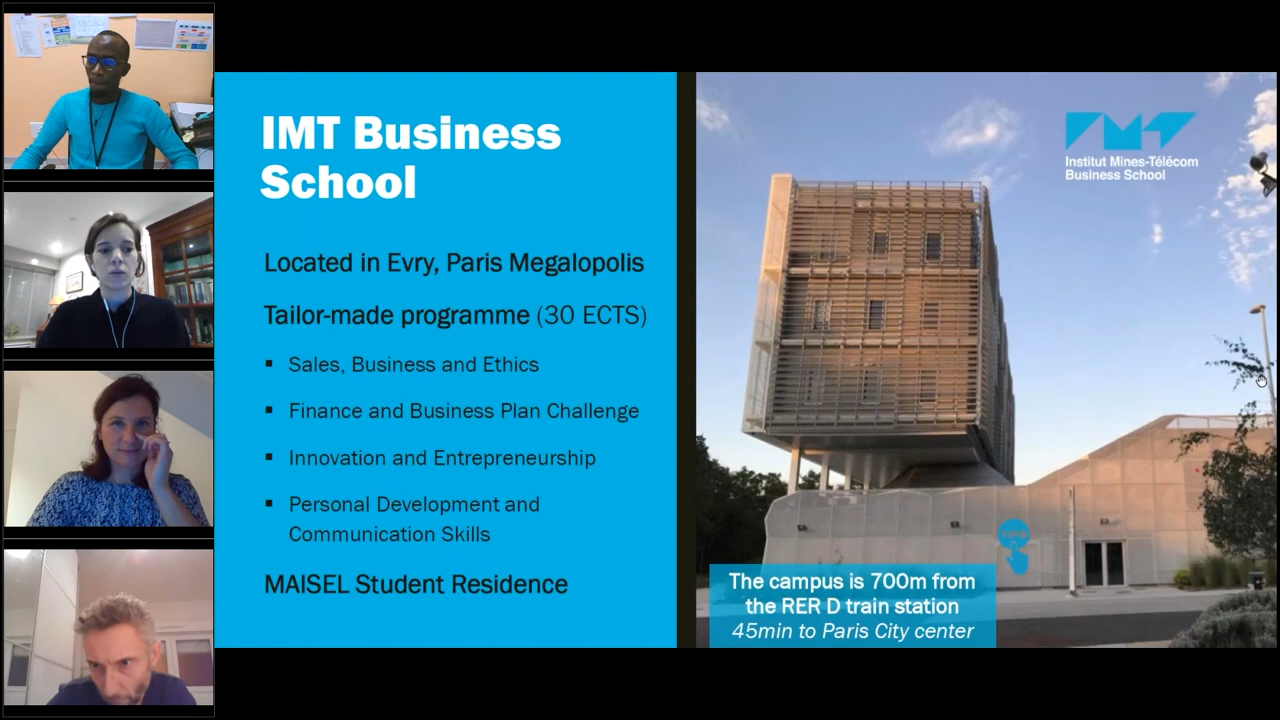 IMT Business
School
Located in Evry, Paris Megalopolis
Tailor-made programme (30 ECTS)
▪ Sales, Business and Ethics
▪ Finance and Business Plan Challenge
▪ Innovation and Entrepreneurship
▪ Personal Development and
Communication Skills
MAISEL Student Residence
Institut Mines-Télécom
Business School
The campus is 700m from
the RER D train station
45min to Paris City center